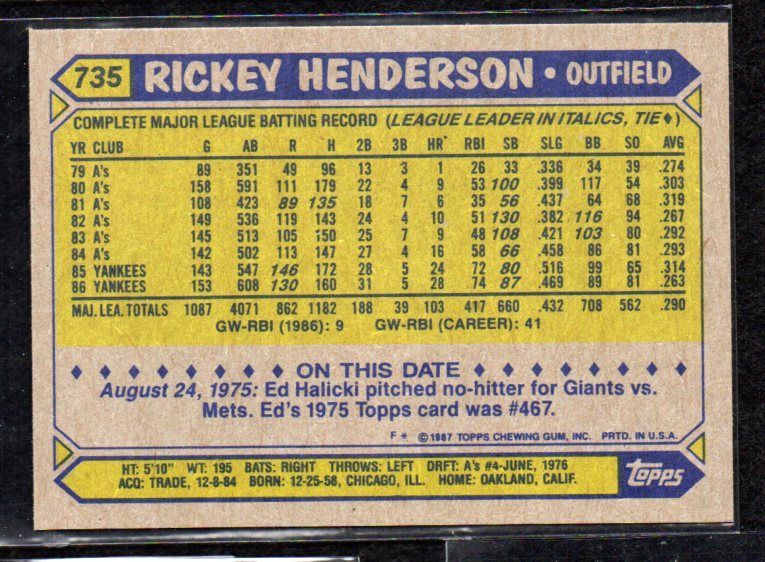 735 RICKEY HENDERSON • OUTFIELD
COMPLETE MAJOR LEAGUE BATTING RECORD (LEAGUE LEADER IN ITALICS, TIE♦)
YR CLUB G AB R H 2B 3B HR* RBI SB SLG BB SO AVG
79 A's 89 351 49 96 13 3 1 26 33 .336 34 39 .274
80 A's 158 591 111 179 22 4 9 53 100 .399 117 54 .303
81 A's 108 423 89 135 18 7 6 35 56 .437 64 68 .319
82 A's 149 536 119 143 24 4 10 51 130 .382 116 94 .267
83 A's 145 513 105 150 25 7 9 48 108 .421 103 80 .292
84 A's 142 502 113 147 27 4 16 58 66 .458 86 81 .293
85 YANKEES 143 547 146 172 28 5 24 72 80 .516 99 65 .314
86 YANKEES 153 608 130 160 31 5 28 74 87 .469 89 81 .263
MAJ. LEA. TOTALS 1087 4071 862 1182 188 39 103 417 660 .432 708 562 .290
GW-RBI (1986): 9 GW-RBI (CAREER): 41
♦ ♦ ♦ ♦ ♦ ♦ ♦ ON THIS DATE ♦ ♦ ♦ ♦ ♦ ♦ ♦
August 24, 1975: Ed Halicki pitched no-hitter for Giants vs.
Mets. Ed's 1975 Topps card was #467.
F * ©1987 TOPPS CHEWING GUM, INC. PRTD. IN U.S.A.
HT: 5'10" WT: 195 BATS: RIGHT THROWS: LEFT DRFT: A's #4-JUNE, 1976
ACQ: TRADE, 12-8-84 BORN: 12-25-58, CHICAGO, ILL. HOME: OAKLAND, CALIF.
topps